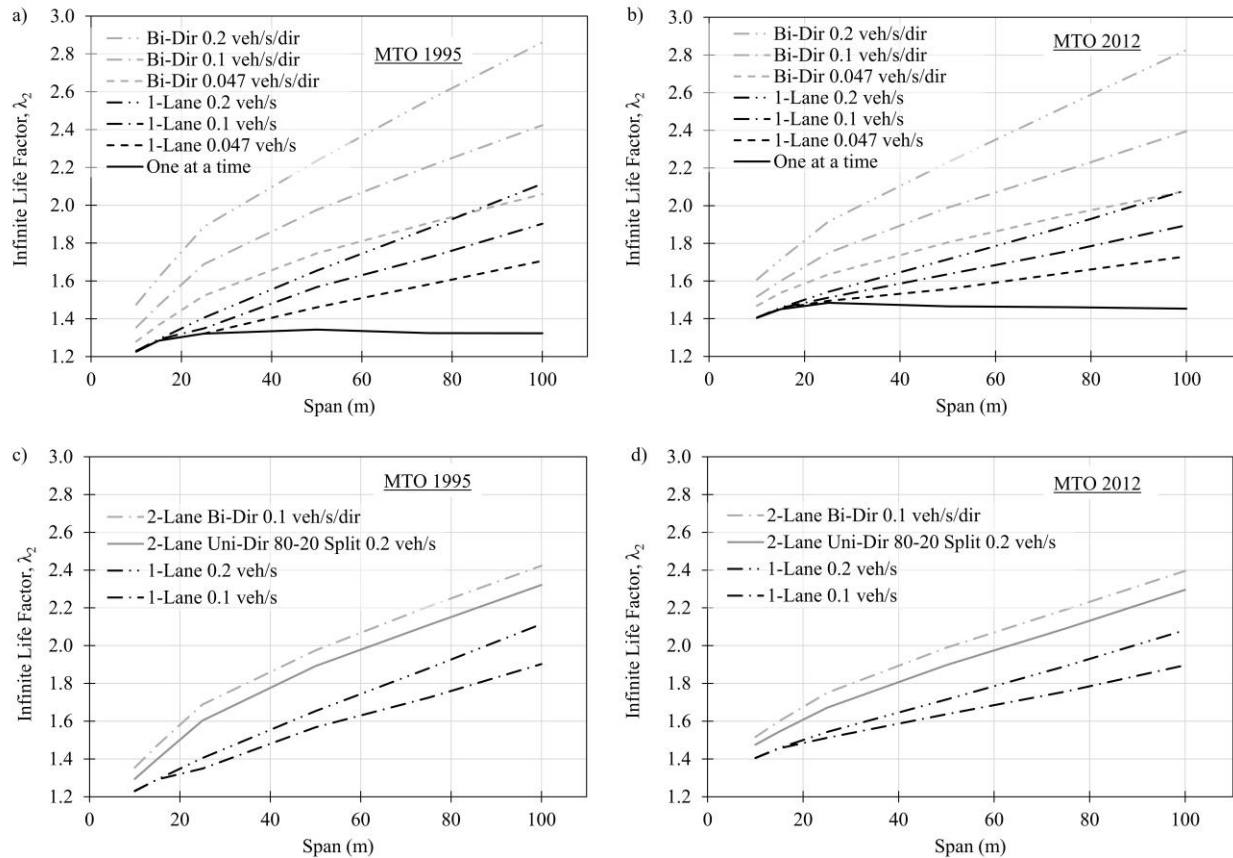 a)
3.0
2.8
2.6
2.4
2.2
2.0
1.8
1.6
1.4
1.2
Infinite Life Factor, λ2
Bi-Dir 0.2 veh/s/dir
Bi-Dir 0.1 veh/s/dir
Bi-Dir 0.047 veh/s/dir
1-Lane 0.2 veh/s
1-Lane 0.1 veh/s
1-Lane 0.047 veh/s
One at a time
MTO 1995
0 20 40 60 80 100
Span (m)
b)
3.0
2.8
2.6
2.4
2.2
2.0
1.8
1.6
1.4
1.2
Infinite Life Factor, λ2
Bi-Dir 0.2 veh/s/dir
Bi-Dir 0.1 veh/s/dir
Bi-Dir 0.047 veh/s/dir
1-Lane 0.2 veh/s
1-Lane 0.1 veh/s
1-Lane 0.047 veh/s
One at a time
MTO 2012
0 20 40 60 80 100
Span (m)
c)
3.0
2.8
2.6
2.4
2.2
2.0
1.8
1.6
1.4
1.2
Infinite Life Factor, λ2
MTO 1995
2-Lane Bi-Dir 0.1 veh/s/dir
2-Lane Uni-Dir 80-20 Split 0.2 veh/s
1-Lane 0.2 veh/s
1-Lane 0.1 veh/s
0 20 40 60 80 100
Span (m)
d)
3.0
2.8
2.6
2.4
2.2
2.0
1.8
1.6
1.4
1.2
Infinite Life Factor, λ2
MTO 2012
2-Lane Bi-Dir 0.1 veh/s/dir
2-Lane Uni-Dir 80-20 Split 0.2 veh/s
1-Lane 0.2 veh/s
1-Lane 0.1 veh/s
0 20 40 60 80 100
Span (m)